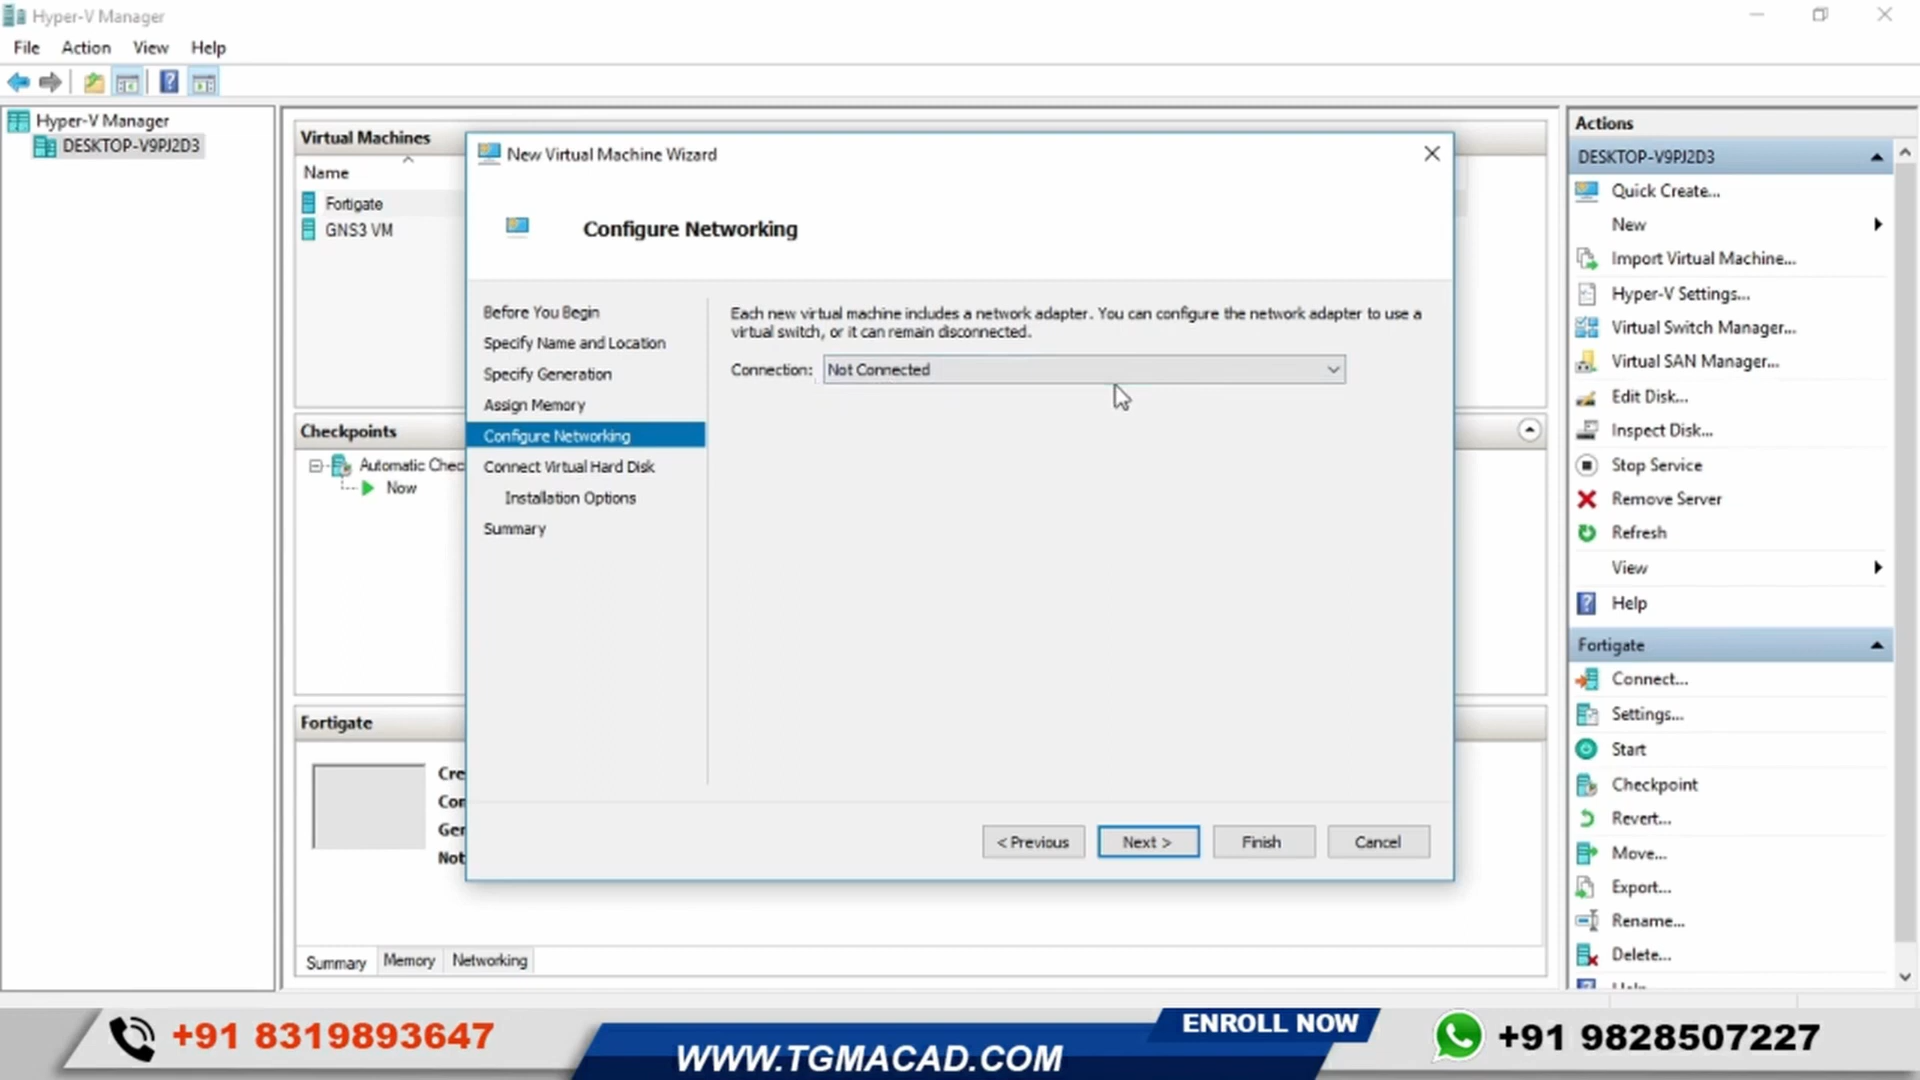 Hyper-V Manager
File Action View Help
Hyper-V Manager
DESKTOP-V9PJ2D3
Virtual Machines
Name
Fortigate
GNS3 VM
Checkpoints
Automatic Chec
Now
Fortigate
Cre
Con
Ger
Not
Summary Memory Networking
New Virtual Machine Wizard
Configure Networking
Before You Begin
Specify Name and Location
Specify Generation
Assign Memory
Configure Networking
Connect Virtual Hard Disk
Installation Options
Summary
Each new virtual machine includes a network adapter. You can configure the network adapter to use a
virtual switch, or it can remain disconnected.
Connection: Not Connected
< Previous Next > Finish Cancel
Actions
DESKTOP-V9PJ2D3
Quick Create...
New
Import Virtual Machine...
Hyper-V Settings...
Virtual Switch Manager...
Virtual SAN Manager...
Edit Disk...
Inspect Disk...
Stop Service
Remove Server
Refresh
View
Help
Fortigate
Connect...
Settings...
Start
Checkpoint
Revert...
Move...
Export...
Rename...
Delete...
+91 8319893647
WWW.TGMACAD.COM
ENROLL NOW
+91 9828507227